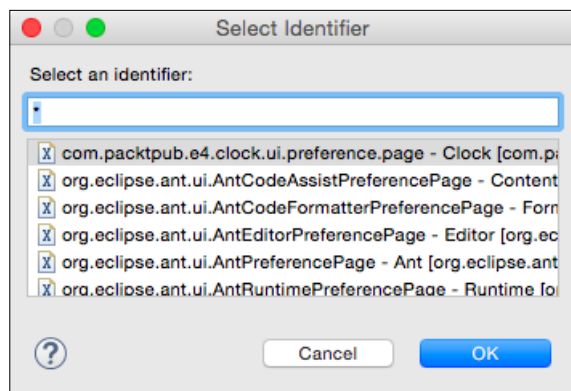 Select Identifier
Select an identifier:
*
com.packtpub.e4.clock.ui.preference.page - Clock [com.pa
org.eclipse.ant.ui.AntCodeAssistPreferencePage - Content
org.eclipse.ant.ui.AntCodeFormatterPreferencePage - Forn
org.eclipse.ant.ui.AntEditorPreferencePage - Editor [org.ec
org.eclipse.ant.ui.AntPreferencePage - Ant [org.eclipse.ant
org.eclipse.ant.ui.AntRuntimePreferencePage - Runtime [or
Cancel
OK